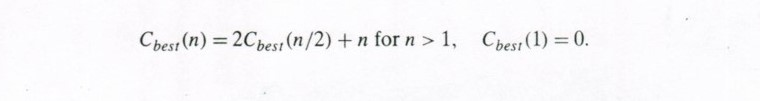 C_best(n) = 2C_best(n/2) + n for n > 1, C_best(1) = 0.